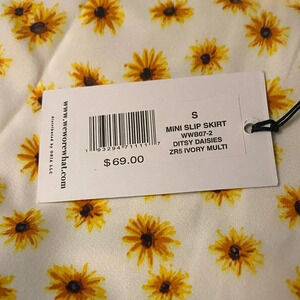 S
MINI SLIP SKIRT
WWB07-2
DITSY DAISIES
ZR5 IVORY MULTI
$69.00
www.weworewhat.com